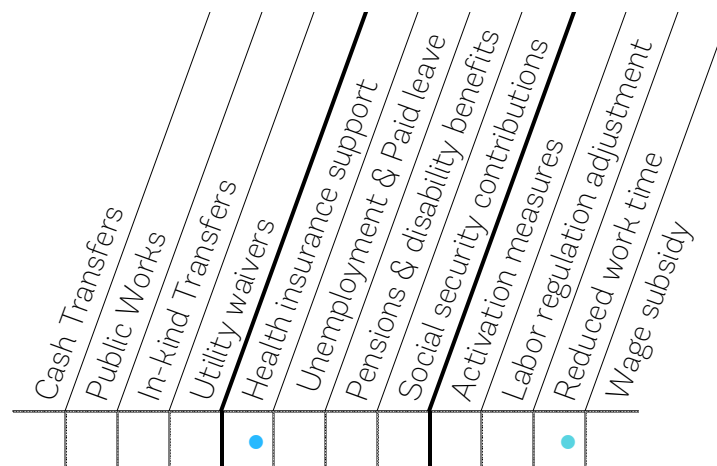 Cash Transfers
Public Works
In-kind Transfers
Utility waivers
Health insurance support
Unemployment & Paid leave
Pensions & disability benefits
Social security contributions
Activation measures
Labor regulation adjustment
Reduced work time
Wage subsidy